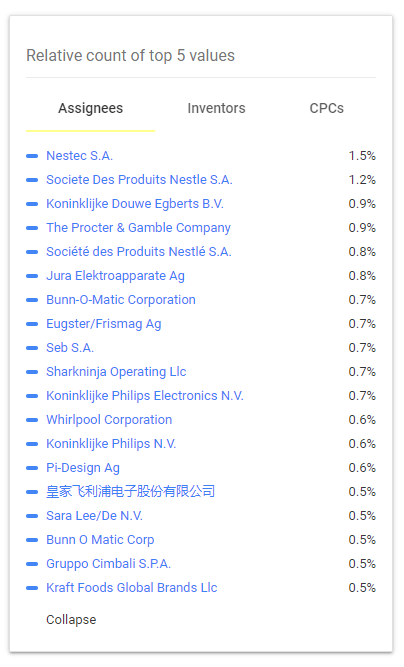 Relative count of top 5 values
Assignees Inventors CPCs
Nestec S.A. 1.5%
Societe Des Produits Nestle S.A. 1.2%
Koninklijke Douwe Egberts B.V. 0.9%
The Procter & Gamble Company 0.9%
Société des Produits Nestlé S.A. 0.8%
Jura Elektroapparate Ag 0.8%
Bunn-O-Matic Corporation 0.7%
Eugster/Frismag Ag 0.7%
Seb S.A. 0.7%
Sharkninja Operating Llc 0.7%
Koninklijke Philips Electronics N.V. 0.7%
Whirlpool Corporation 0.6%
Koninklijke Philips N.V. 0.6%
Pi-Design Ag 0.6%
皇家飞利浦电子股份有限公司 0.5%
Sara Lee/De N.V. 0.5%
Bunn O Matic Corp 0.5%
Gruppo Cimbali S.P.A. 0.5%
Kraft Foods Global Brands Llc 0.5%
Collapse